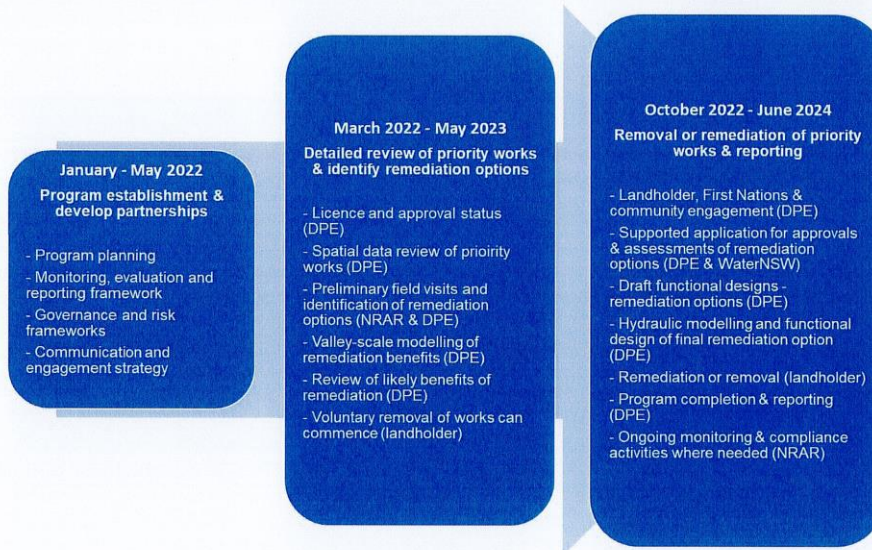 January - May 2022
Program establishment &
develop partnerships
- Program planning
- Monitoring, evaluation and
reporting framework
- Governance and risk
frameworks
- Communication and
engagement strategy
March 2022 - May 2023
Detailed review of priority works
& identify remediation options
- Licence and approval status
(DPE)
- Spatial data review of prioirity
works (DPE)
- Preliminary field visits and
identification of remediation
options (NRAR & DPE)
- Valley-scale modelling of
remediation benefits (DPE)
- Review of likely benefits of
remediation (DPE)
- Voluntary removal of works can
commence (landholder)
October 2022 - June 2024
Removal or remediation of priority
works & reporting
- Landholder, First Nations &
community engagement (DPE)
- Supported application for approvals
& assessments of remediation
options (DPE & WaterNSW)
- Draft functional designs -
remediation options (DPE)
- Hydraulic modelling and functional
design of final remediation option
(DPE)
- Remediation or removal (landholder)
- Program completion & reporting
(DPE)
- Ongoing monitoring & compliance
activities where needed (NRAR)